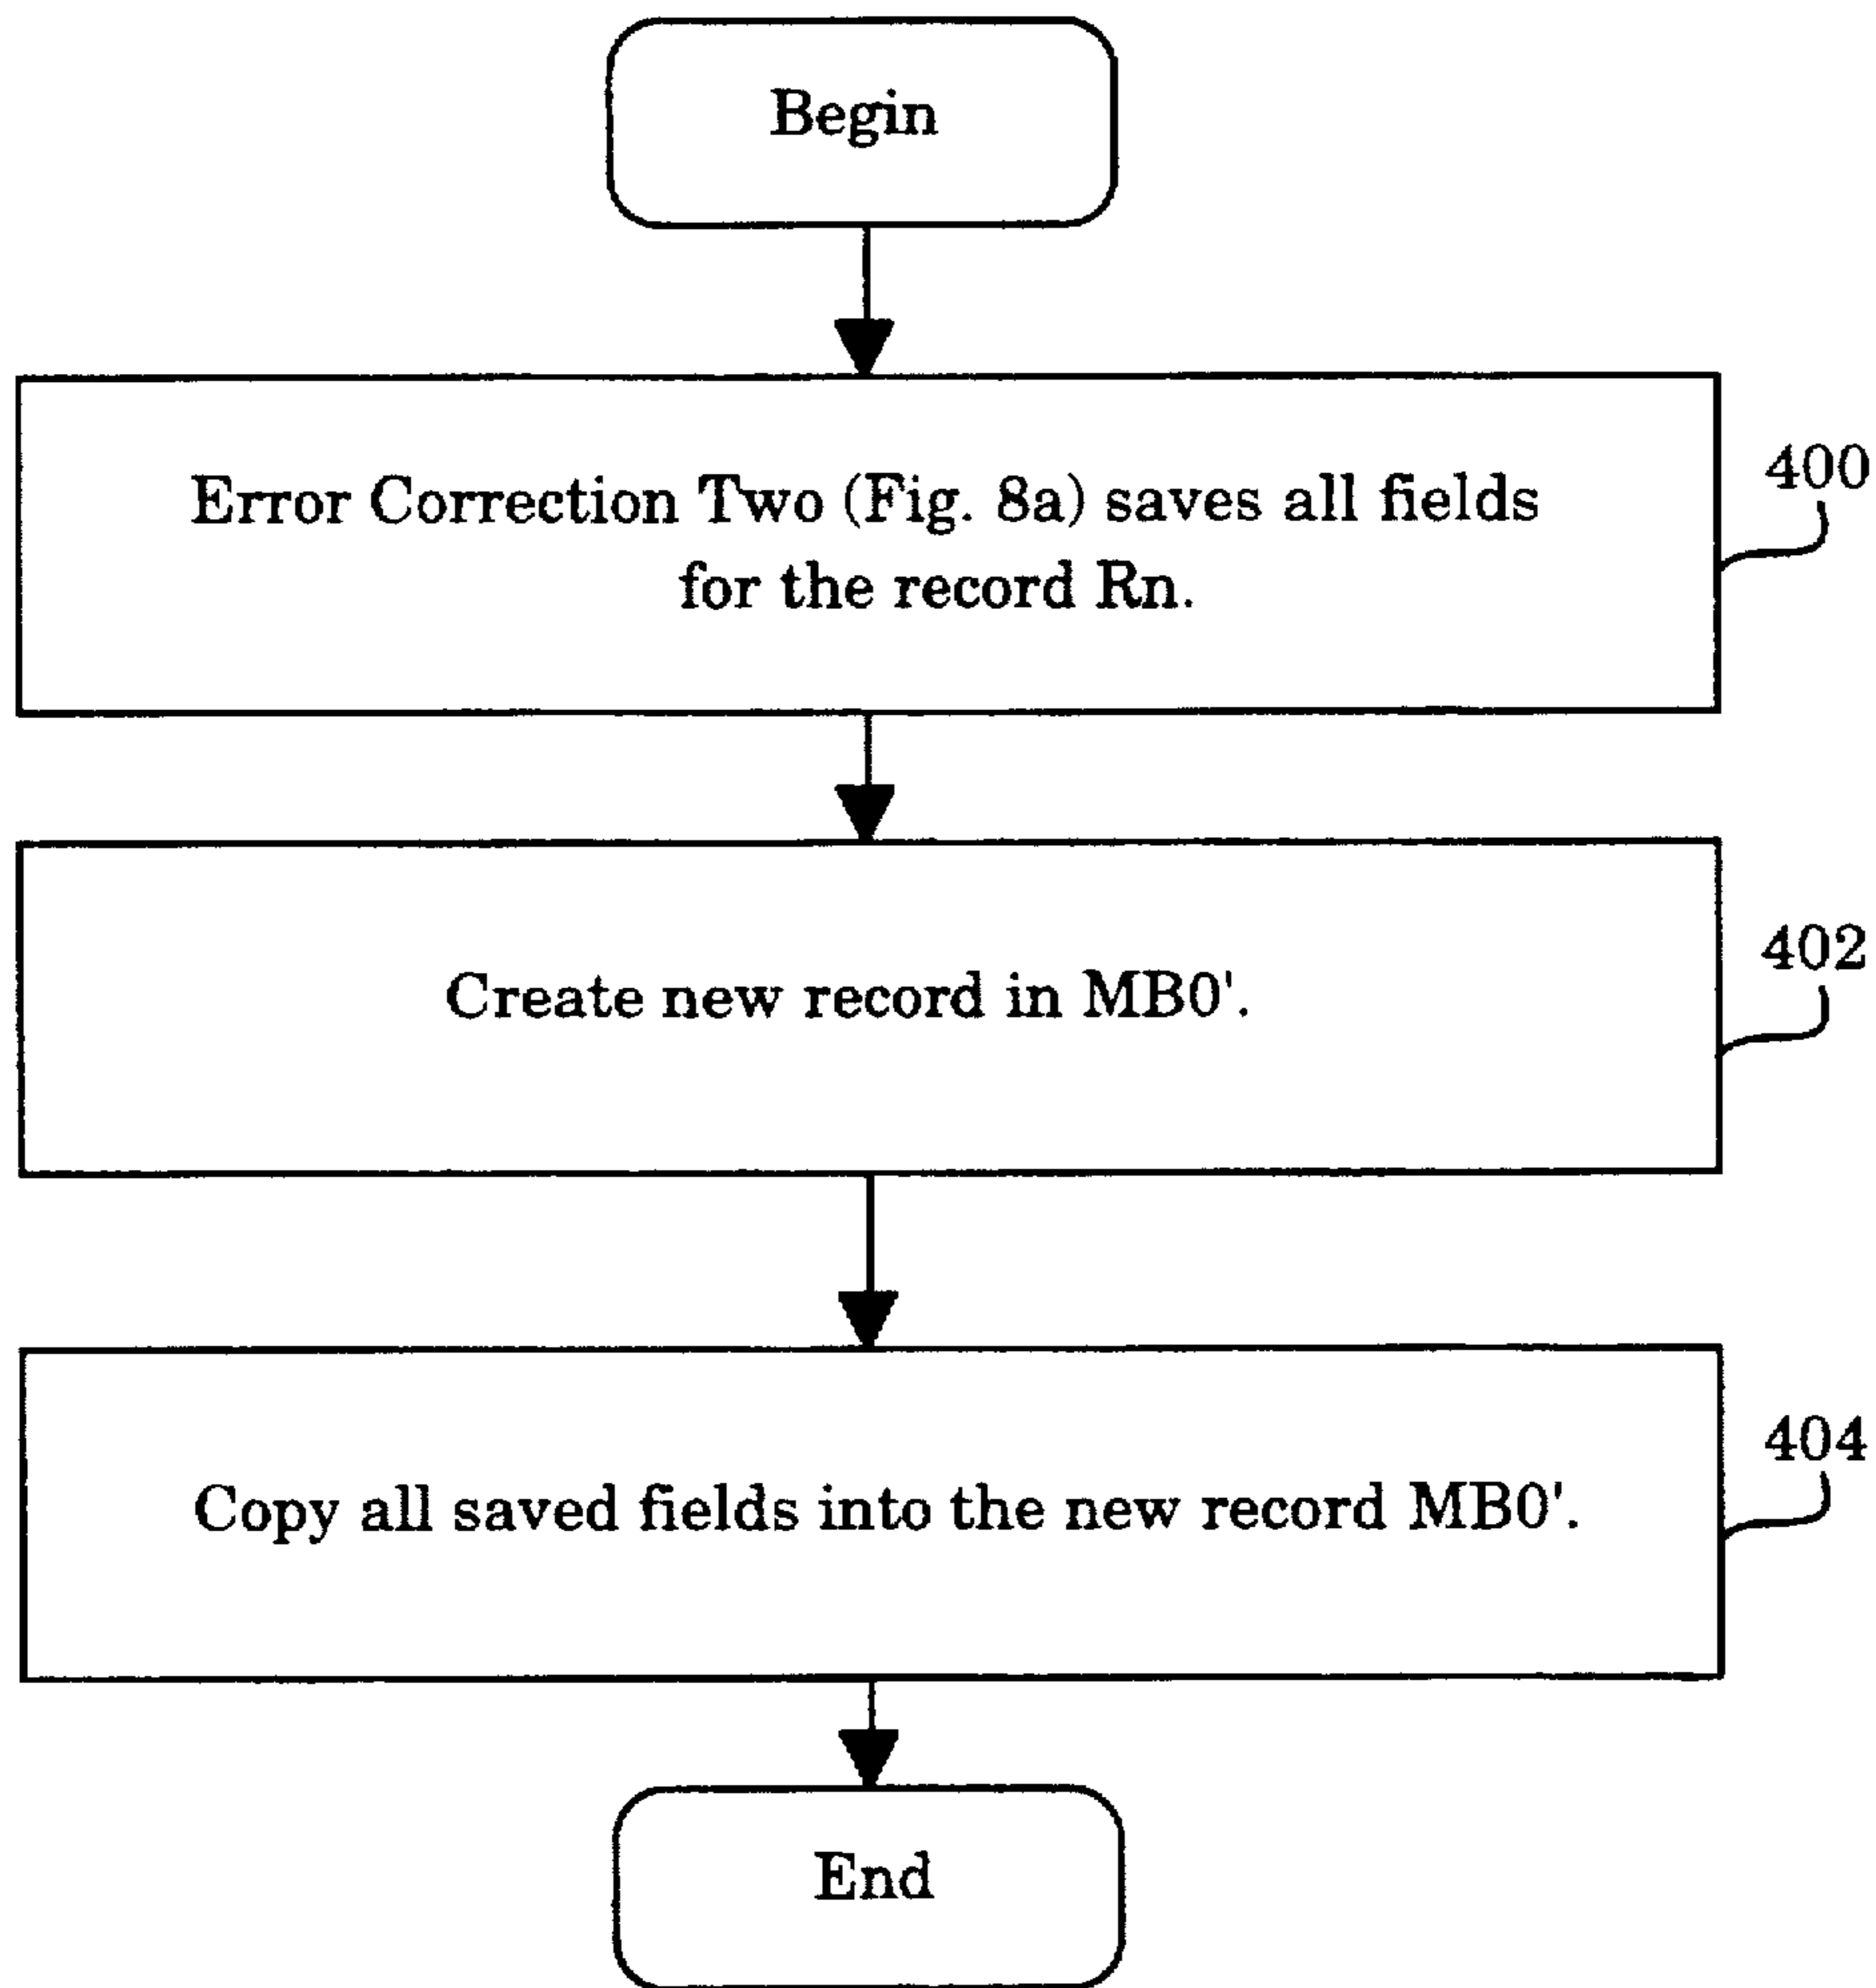 Begin
Error Correction Two (Fig. 8a) saves all fields
for the record Rn.
400
Create new record in MB0'.
402
Copy all saved fields into the new record MB0'.
404
End